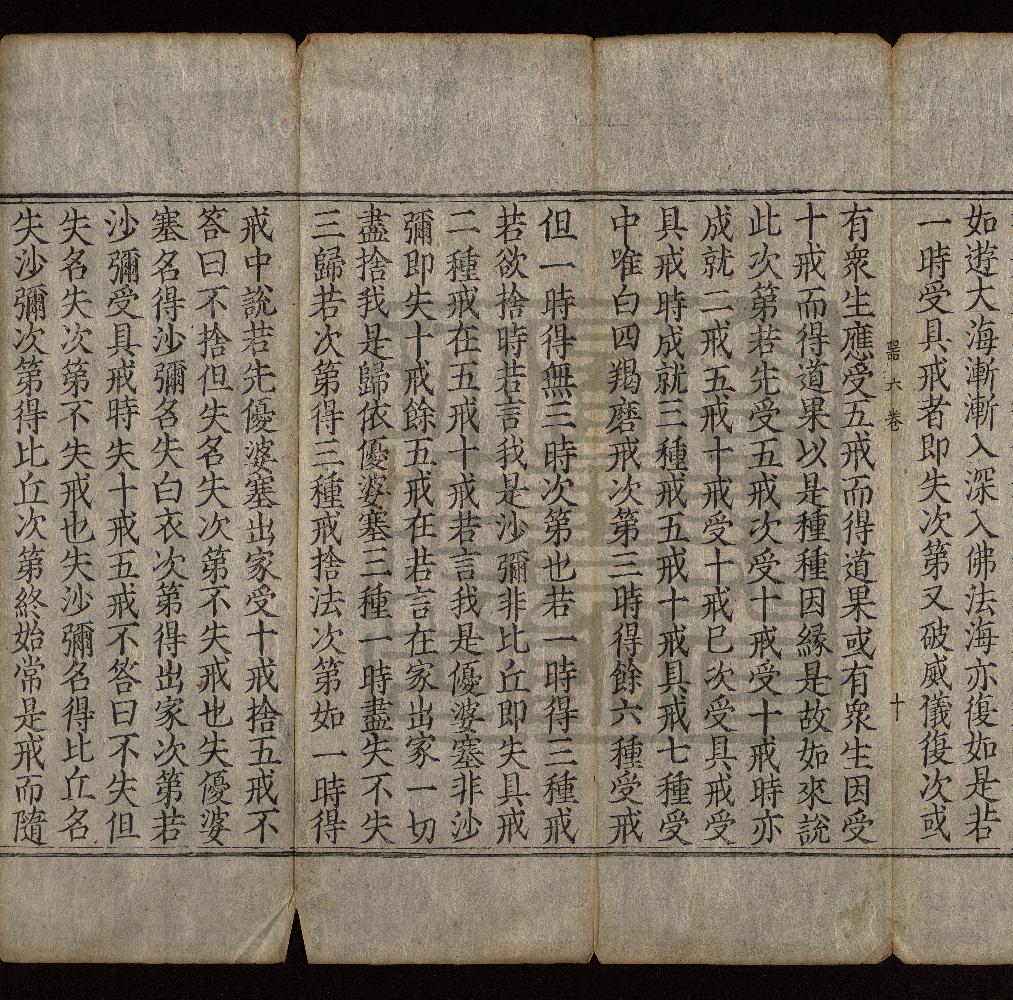 如遊大海漸漸入深入佛法海亦復如是若
一時受具戒者即失次第又破威儀復次或
噐 六 卷 十
有衆生應受五戒而得道果或有衆生因受
十戒而得道果以是種種因緣是故如來說
此次第若先受五戒次受十戒受十戒時亦
成就二戒五戒十戒受十戒已次受具戒受
具戒時成就三種戒五戒十戒具戒七種受
中唯白四羯磨戒次第三時得餘六種受戒
但一時得無三時次第也若一時得三種戒
若欲捨時若言我是沙彌非比丘即失具戒
二種戒在五戒十戒若言我是優婆塞非沙
彌即失十戒餘五戒在若言在家出家一切
盡捨我是歸依優婆塞三種一時盡失不失
三歸若次第得三種戒捨法次第如一時得
戒中說若先優婆塞出家受十戒捨五戒不
答曰不捨但失名失次第不失戒也失優婆
塞名得沙彌名失白衣次第得出家次第若
沙彌受具戒時失十戒五戒不答曰不失但
失名失次第不失戒也失沙彌名得比丘名
失沙彌次第得比丘次第終始常是戒而隨